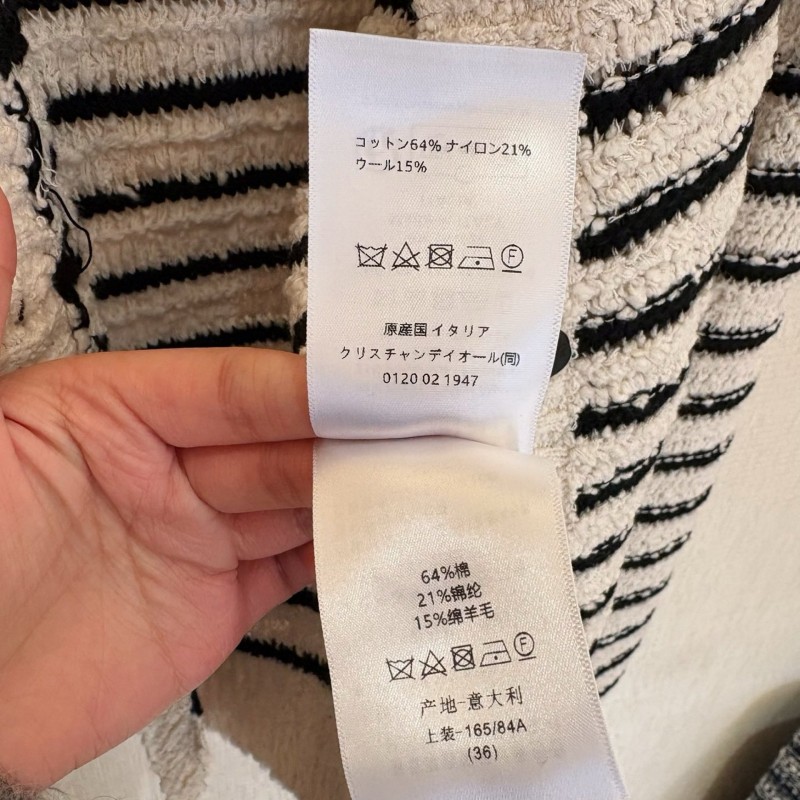 コットン64% ナイロン21%
ウール15%
F
原産国 イタリア
クリスチャンディオール(同)
0120 02 1947
64%棉
21%锦纶
15%绵羊毛
F
产地-意大利
上装-165/84A
(36)